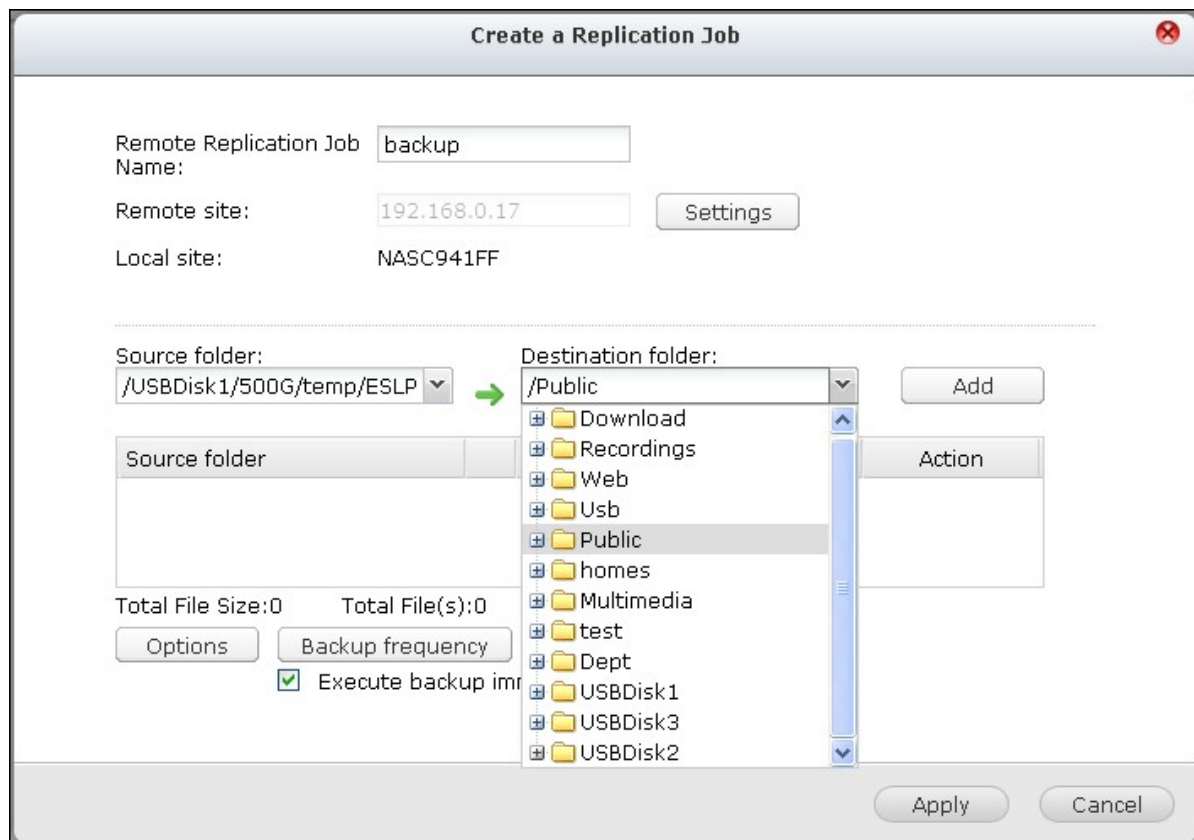 Create a Replication Job
Remote Replication Job
Name:
backup
Remote site:
192.168.0.17
Settings
Local site:
NASC941FF
Source folder:
Destination folder:
/USBDisk1/500G/temp/ESLP
/Public
Add
Download
Recordings
Web
Usb
Public
homes
Multimedia
test
Dept
USBDisk1
USBDisk3
USBDisk2
Source folder
Action
Total File Size:0
Total File(s):0
Options
Backup frequency
Execute backup
Apply
Cancel